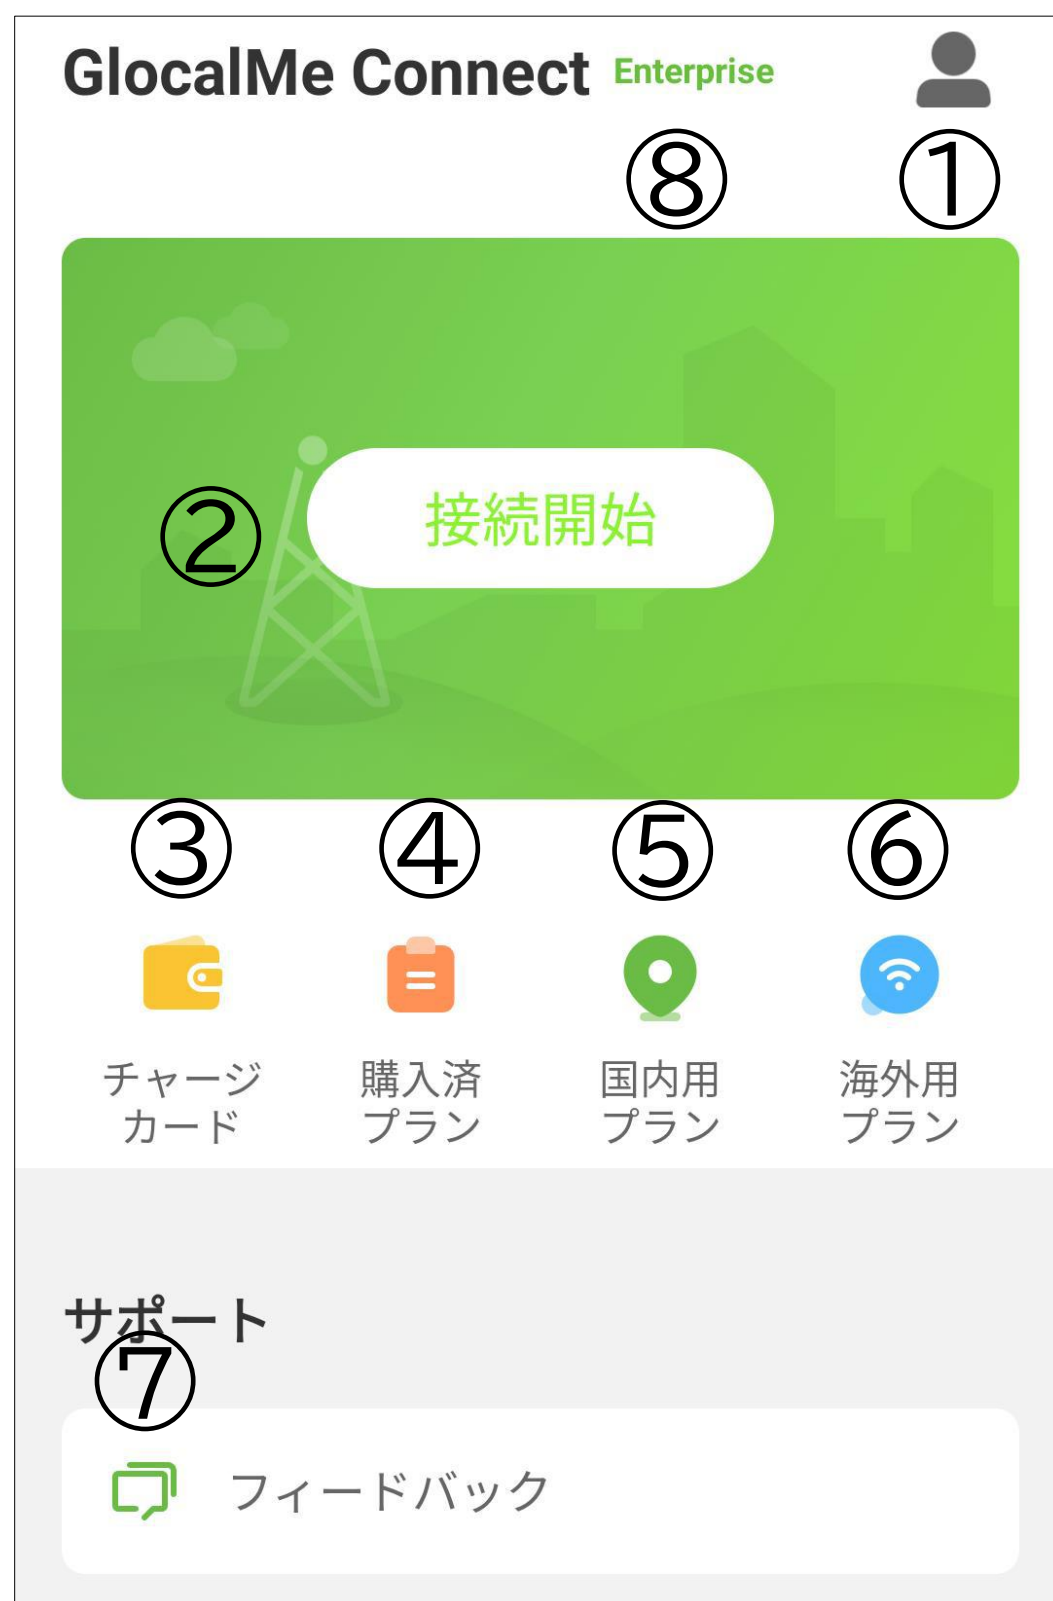 GlocalMe Connect Enterprise
⑧ ①
② 接続開始
③ ④ ⑤ ⑥
チャージ 購入済 国内用 海外用
カード プラン プラン プラン
サポート
⑦
フィードバック